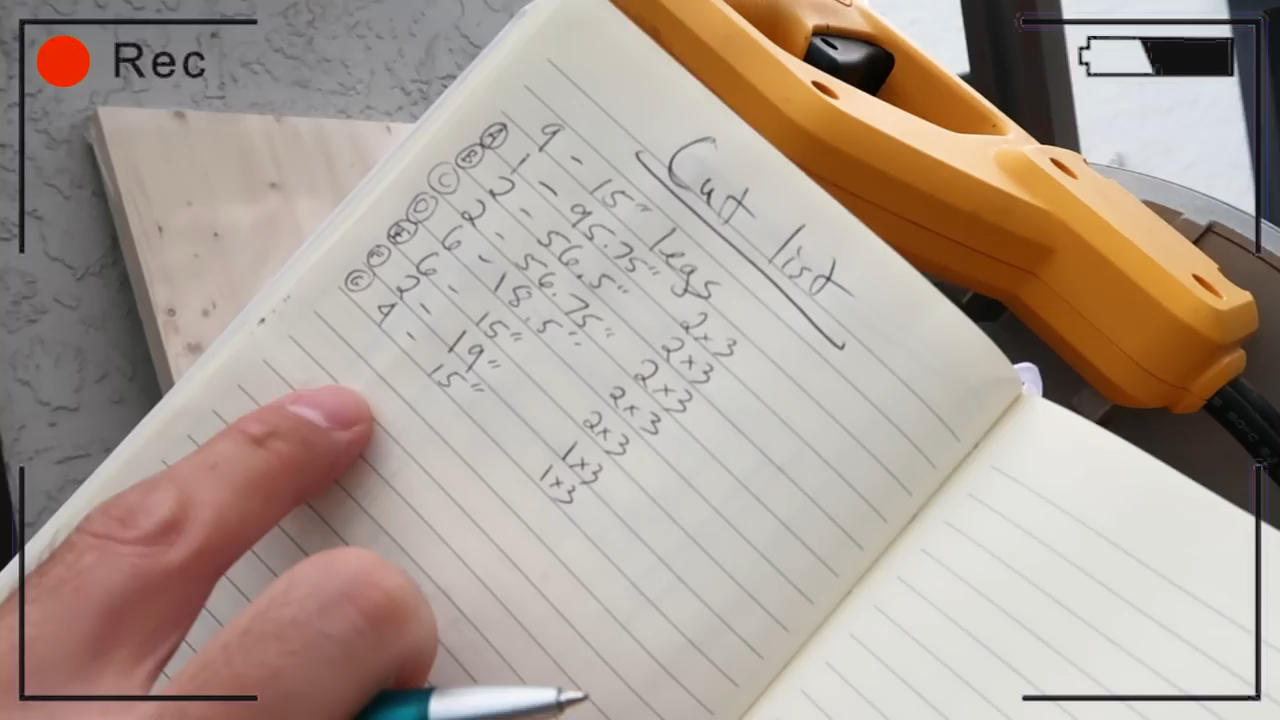 Cut list
9 - 15" legs
A 1 - 95.75" 2x3
B 2 - 56.5" 2x3
C 2 - 56.75" 2x3
D 6 - 18.5" 2x3
6 - 15" 2x3
2 - 19" 1x3
4 - 15" 1x3
Rec